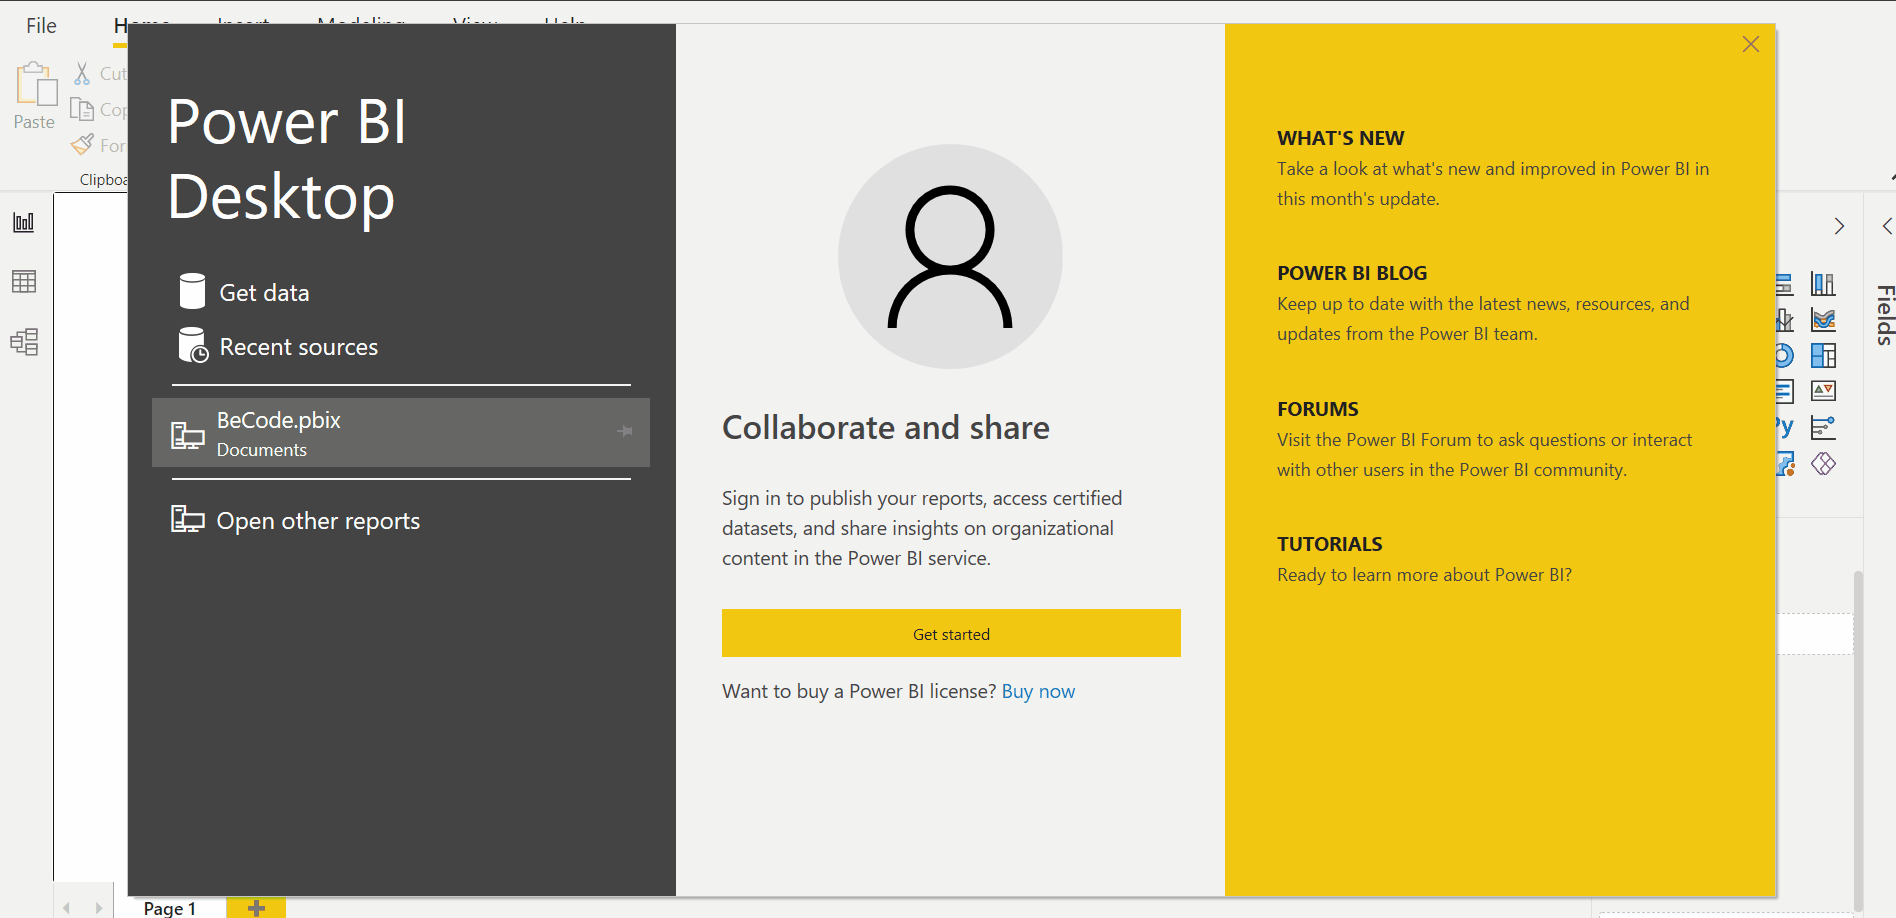 File
Paste
Clipboa
Power BI
Desktop
Get data
Recent sources
BeCode.pbix
Documents
Open other reports
Collaborate and share
Sign in to publish your reports, access certified
datasets, and share insights on organizational
content in the Power BI service.
Get started
Want to buy a Power BI license? Buy now
WHAT'S NEW
Take a look at what's new and improved in Power BI in
this month's update.
POWER BI BLOG
Keep up to date with the latest news, resources, and
updates from the Power BI team.
FORUMS
Visit the Power BI Forum to ask questions or interact
with other users in the Power BI community.
TUTORIALS
Ready to learn more about Power BI?
Fields
Page 1